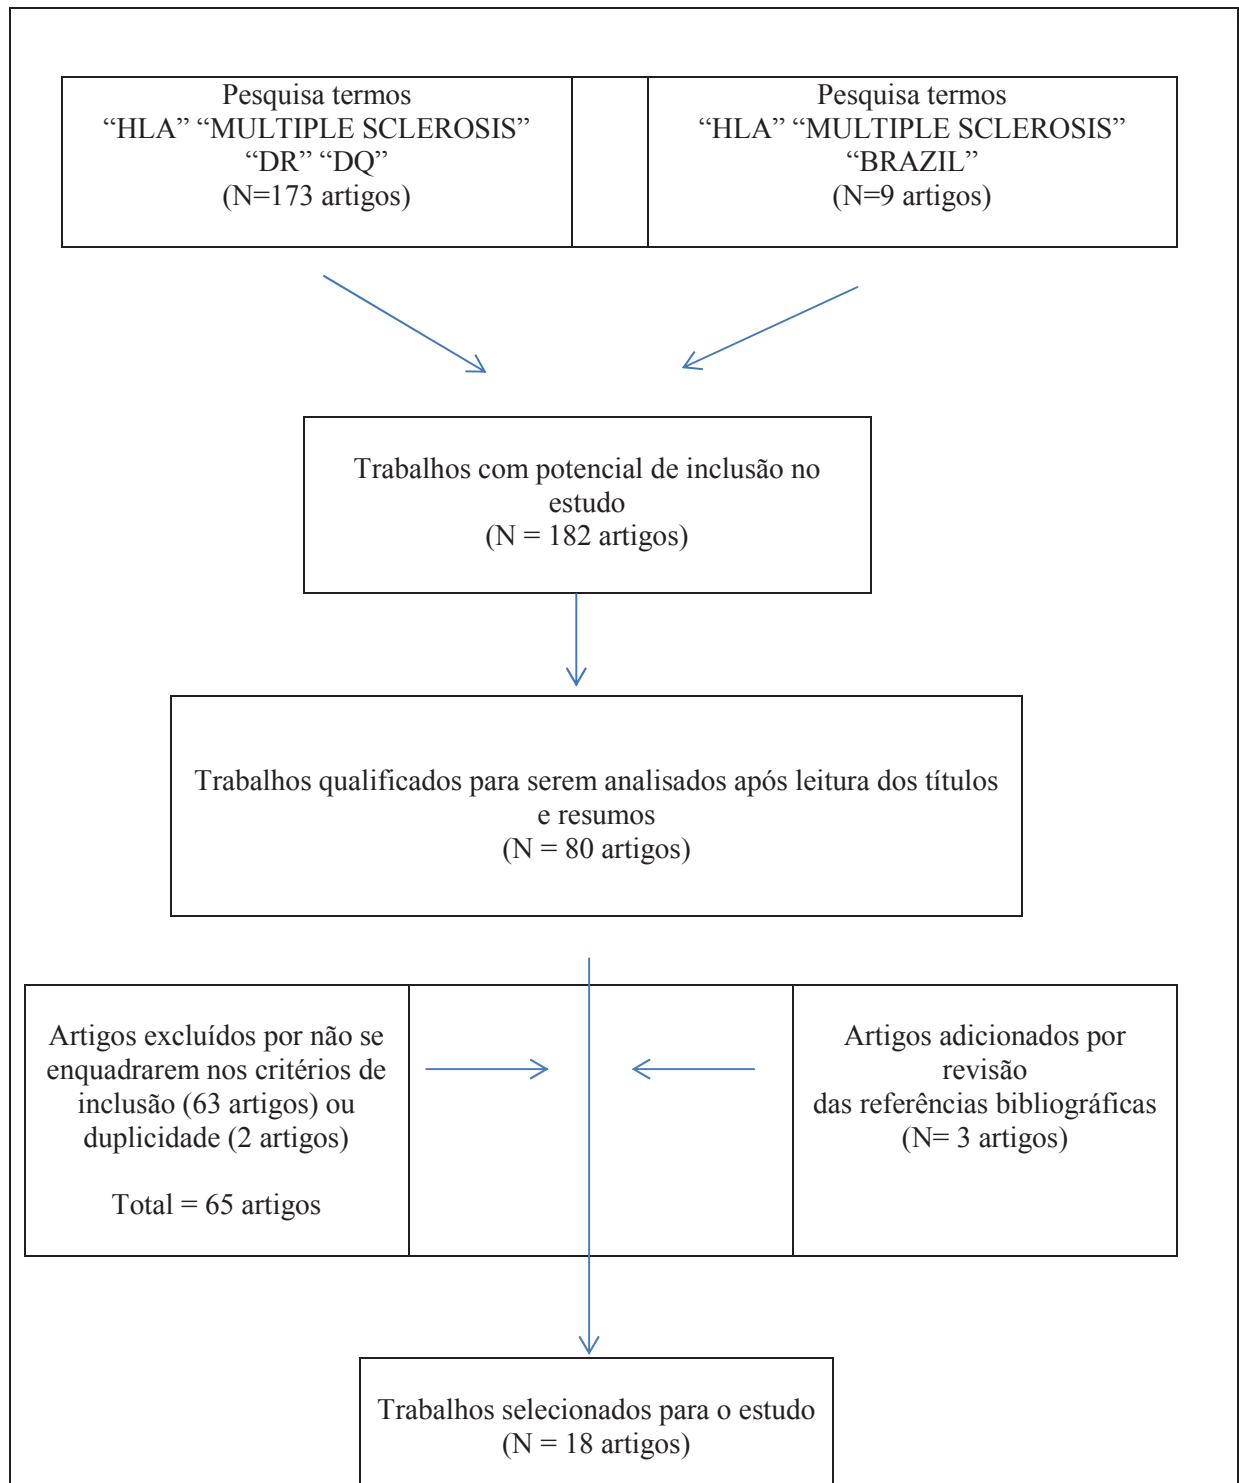 Pesquisa termos
“HLA” “MULTIPLE SCLEROSIS”
“DR” “DQ”
(N=173 artigos)
Pesquisa termos
“HLA” “MULTIPLE SCLEROSIS”
“BRAZIL”
(N=9 artigos)
Trabalhos com potencial de inclusão no
estudo
(N = 182 artigos)
Trabalhos qualificados para serem analisados após leitura dos títulos
e resumos
(N = 80 artigos)
Artigos excluídos por não se
enquadrarem nos critérios de
inclusão (63 artigos) ou
duplicidade (2 artigos)
Total = 65 artigos
Artigos adicionados por
revisão
das referências bibliográficas
(N= 3 artigos)
Trabalhos selecionados para o estudo
(N = 18 artigos)